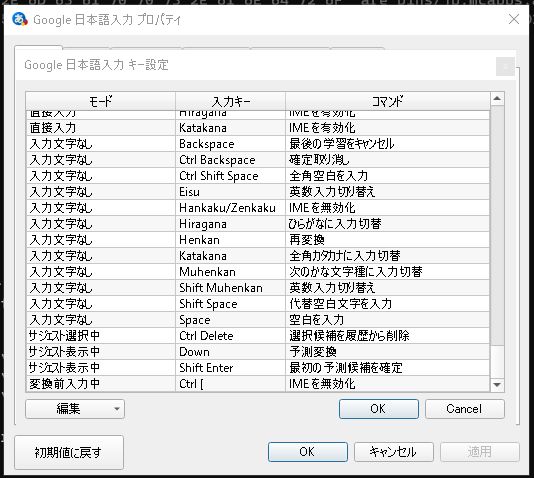 Google 日本語入力 プロパティ
Google 日本語入力 キー設定
モード 入力キー コマンド
直接入力 Hiragana IMEを有効化
直接入力 Katakana IMEを有効化
入力文字なし Backspace 最後の学習をキャンセル
入力文字なし Ctrl Backspace 確定取り消し
入力文字なし Ctrl Shift Space 全角空白を入力
入力文字なし Eisu 英数入力切り替え
入力文字なし Hankaku/Zenkaku IMEを無効化
入力文字なし Hiragana ひらがなに入力切替
入力文字なし Henkan 再変換
入力文字なし Katakana 全角カタカナに入力切替
入力文字なし Muhenkan 次のかな文字種に入力切替
入力文字なし Shift Muhenkan 英数入力切り替え
入力文字なし Shift Space 代替空白文字を入力
入力文字なし Space 空白を入力
サジェスト選択中 Ctrl Delete 選択候補を履歴から削除
サジェスト表示中 Down 予測変換
サジェスト表示中 Shift Enter 最初の予測候補を確定
変換前入力中 Ctrl [ IMEを無効化
編集 OK Cancel
初期値に戻す OK キャンセル 適用